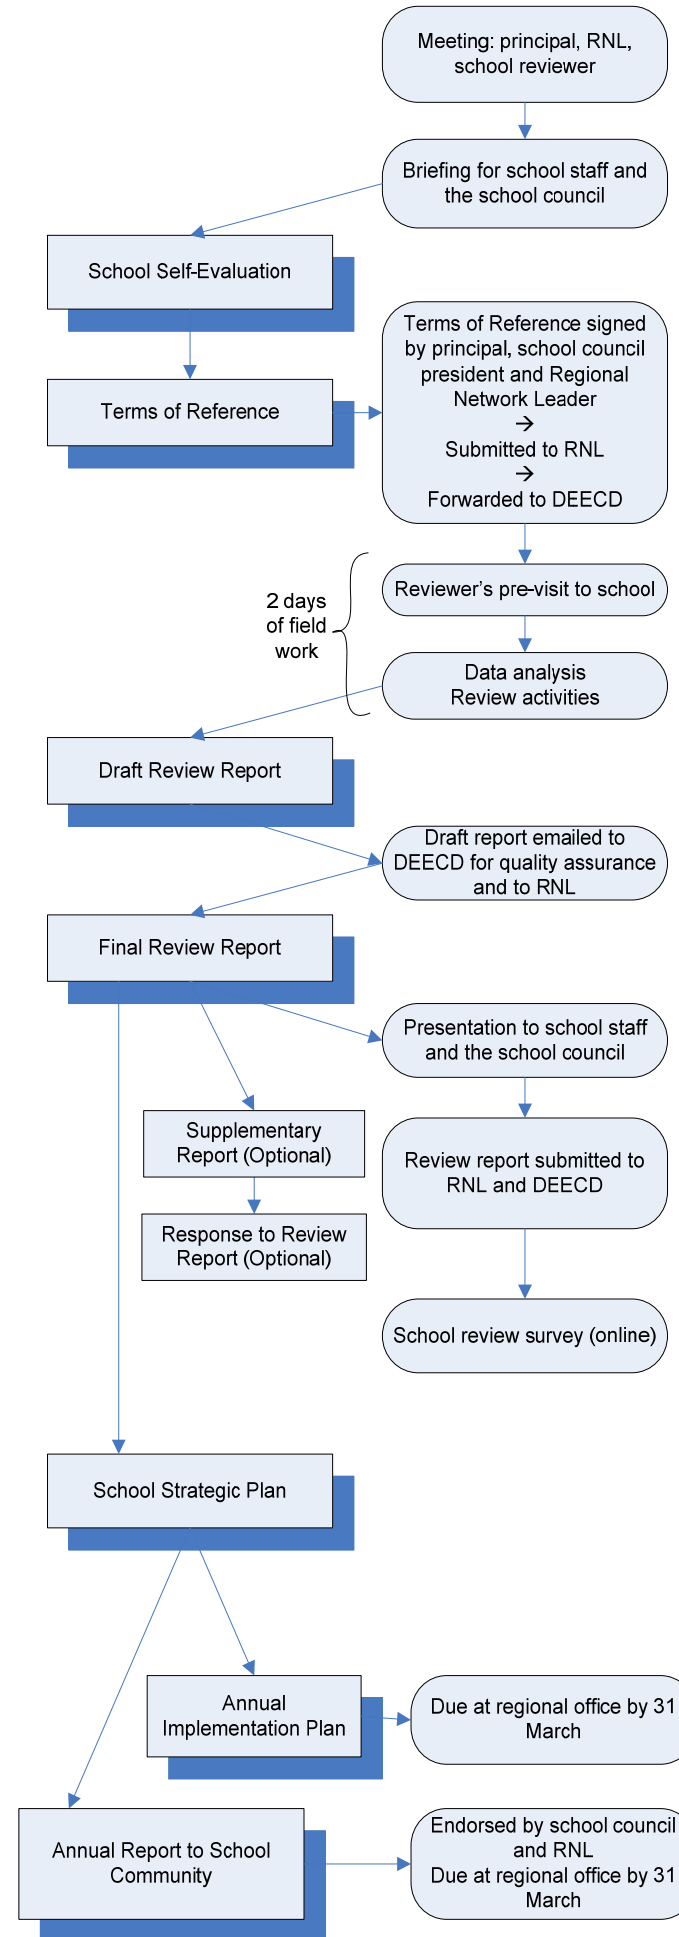 Meeting: principal, RNL,
school reviewer
Briefing for school staff and
the school council
School Self-Evaluation
Terms of Reference
Terms of Reference signed
by principal, school council
president and Regional
Network Leader
→
Submitted to RNL
→
Forwarded to DEECD
2 days
of field
work
Reviewer's pre-visit to school
Data analysis
Review activities
Draft Review Report
Draft report emailed to
DEECD for quality assurance
and to RNL
Final Review Report
Presentation to school staff
and the school council
Supplementary
Report (Optional)
Review report submitted to
RNL and DEECD
Response to Review
Report (Optional)
School review survey (online)
School Strategic Plan
Annual
Implementation Plan
Due at regional office by 31
March
Annual Report to School
Community
Endorsed by school council
and RNL
Due at regional office by 31
March